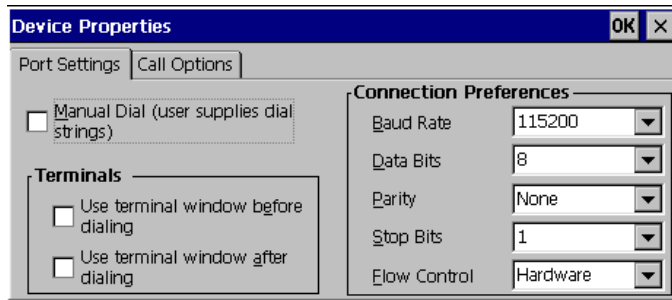 Device Properties OK ×
Port Settings Call Options
Manual Dial (user supplies dial
strings)
Terminals
Use terminal window before
dialing
Use terminal window after
dialing
Connection Preferences
Baud Rate 115200
Data Bits 8
Parity None
Stop Bits 1
Flow Control Hardware